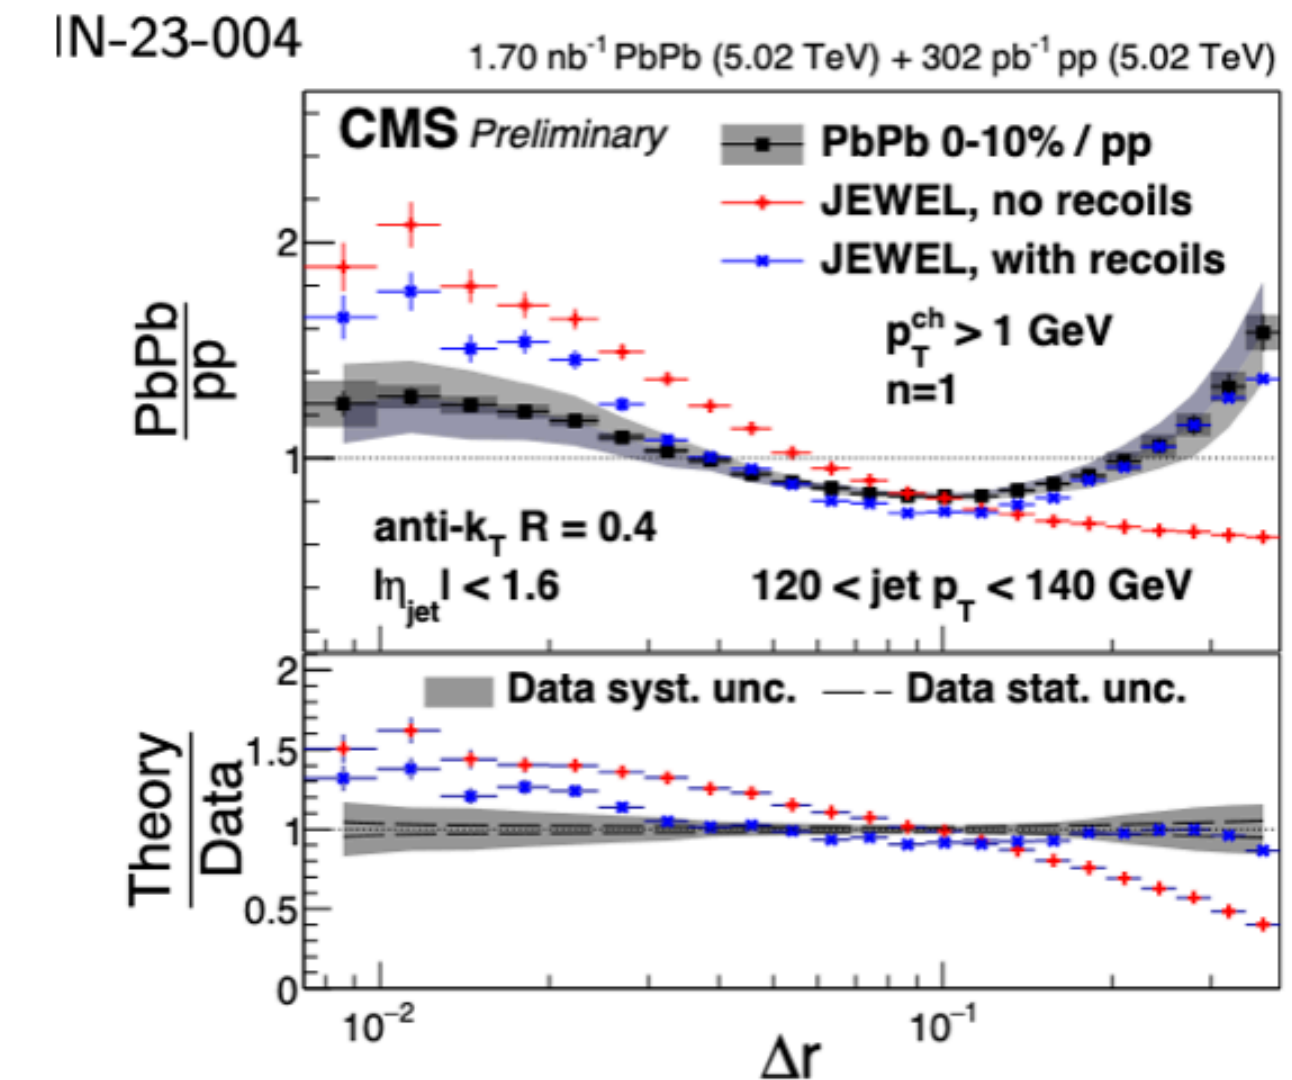 IN-23-004
1.70 nb⁻¹ PbPb (5.02 TeV) + 302 pb⁻¹ pp (5.02 TeV)
CMS Preliminary
PbPb 0-10% / pp
JEWEL, no recoils
JEWEL, with recoils
p_T^ch > 1 GeV
n=1
PbPb
pp
2
1
anti-k_T R = 0.4
|η_jet| < 1.6
120 < jet p_T < 140 GeV
Data syst. unc.
Data stat. unc.
Theory
Data
2
1.5
1
0.5
0
10⁻²
10⁻¹
Δr